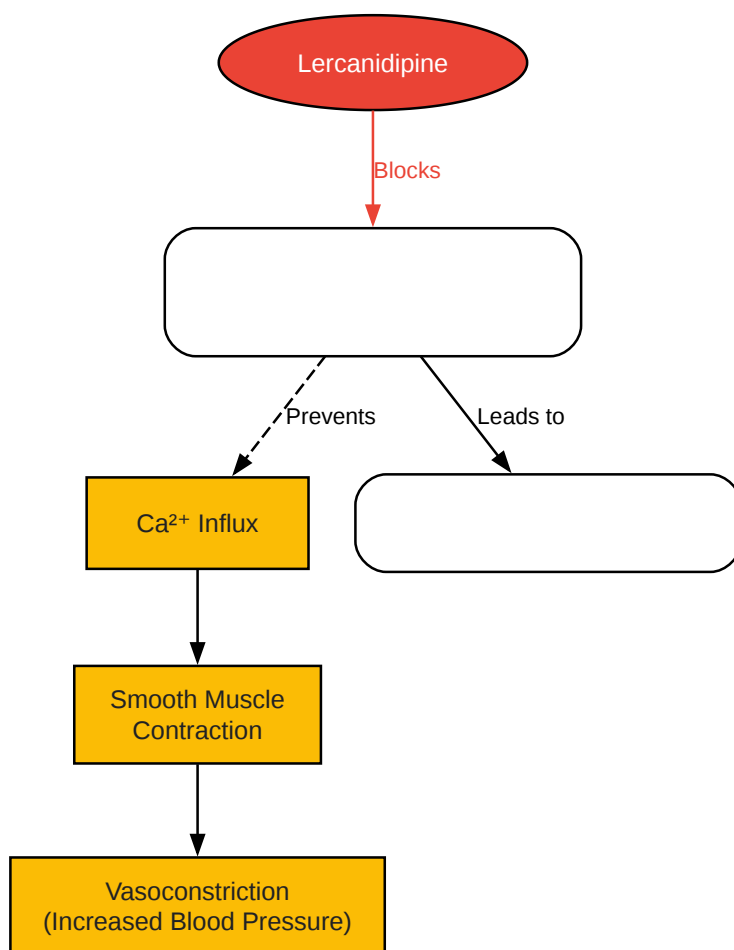 Lercanidipine
Blocks
Prevents
Leads to
Ca²⁺ Influx
Smooth Muscle
Contraction
Vasoconstriction
(Increased Blood Pressure)